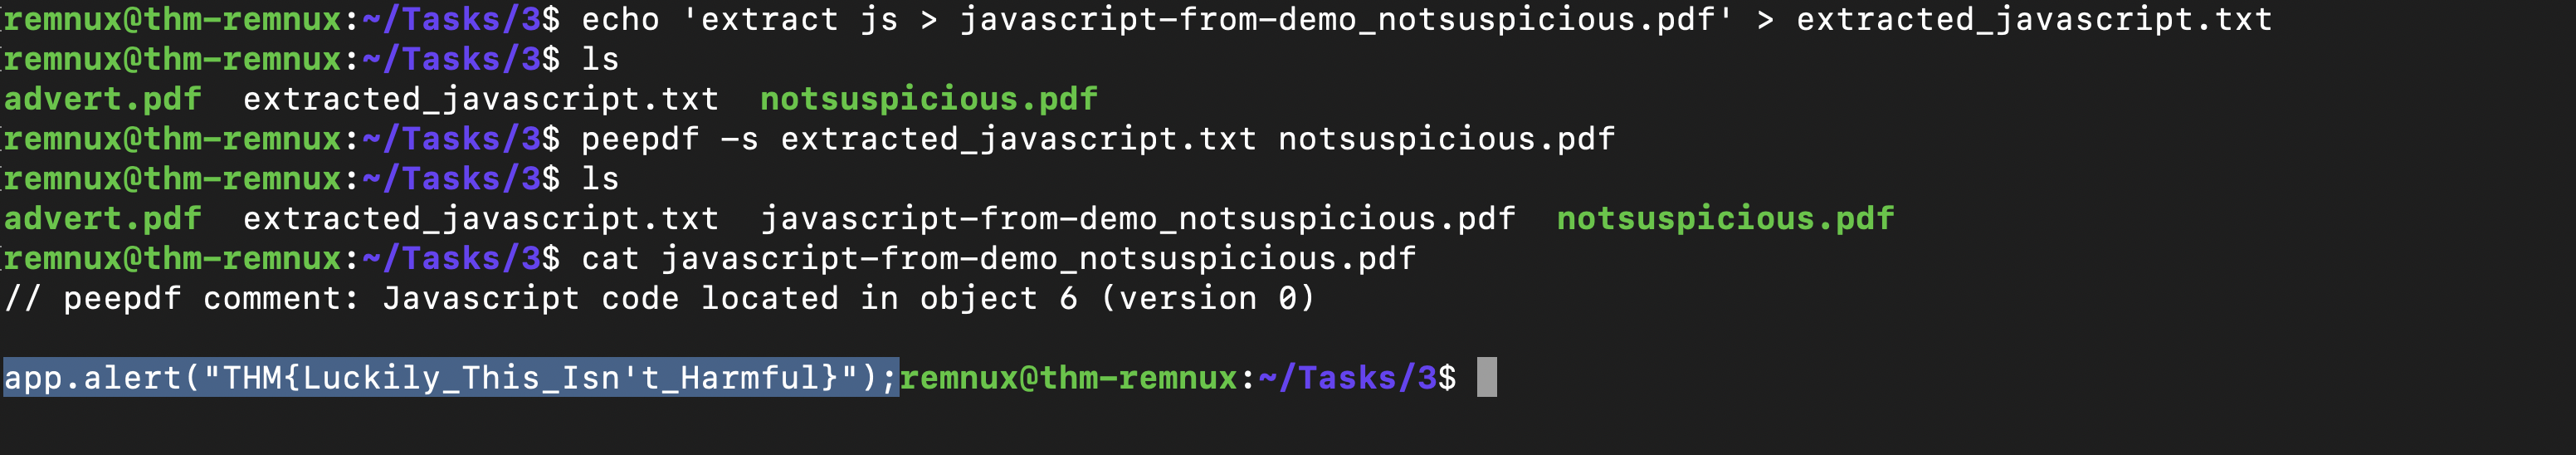 remnux@thm-remnux:~/Tasks/3$ echo 'extract js > javascript-from-demo_notsuspicious.pdf' > extracted_javascript.txt
remnux@thm-remnux:~/Tasks/3$ ls
advert.pdf  extracted_javascript.txt  notsuspicious.pdf
remnux@thm-remnux:~/Tasks/3$ peepdf -s extracted_javascript.txt notsuspicious.pdf
remnux@thm-remnux:~/Tasks/3$ ls
advert.pdf  extracted_javascript.txt  javascript-from-demo_notsuspicious.pdf  notsuspicious.pdf
remnux@thm-remnux:~/Tasks/3$ cat javascript-from-demo_notsuspicious.pdf
// peepdf comment: Javascript code located in object 6 (version 0)
app.alert("THM{Luckily_This_Isn't_Harmful}");remnux@thm-remnux:~/Tasks/3$